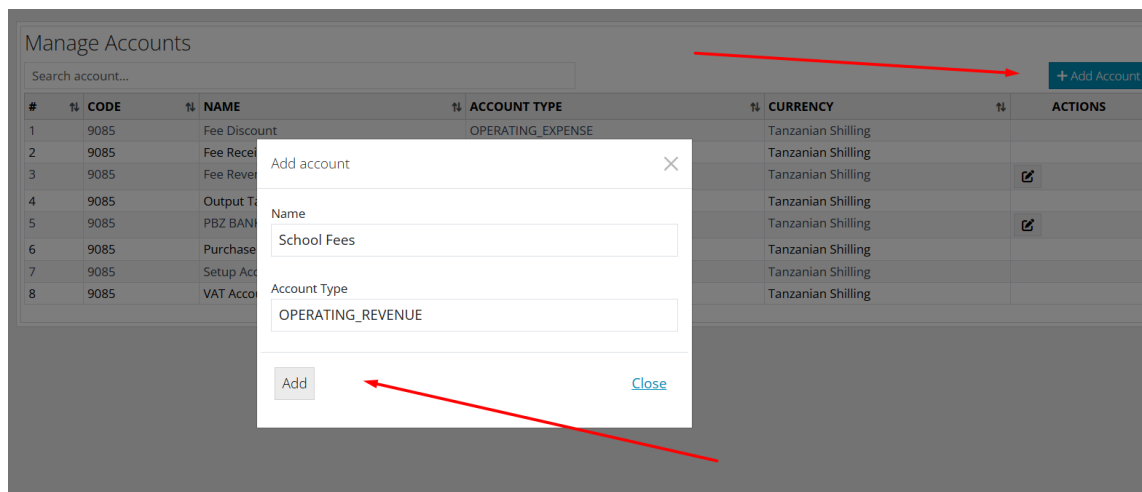 Manage Accounts
Search account...
+ Add Account
# CODE NAME ACCOUNT TYPE CURRENCY ACTIONS
1 9085 Fee Discount OPERATING_EXPENSE Tanzanian Shilling
2 9085 Fee Recei Tanzanian Shilling
3 9085 Fee Rever Tanzanian Shilling
4 9085 Output Ta Tanzanian Shilling
5 9085 PBZ BANK Tanzanian Shilling
6 9085 Purchase Tanzanian Shilling
7 9085 Setup Acc Tanzanian Shilling
8 9085 VAT Accou Tanzanian Shilling
Add account
Name
School Fees
Account Type
OPERATING_REVENUE
Add Close